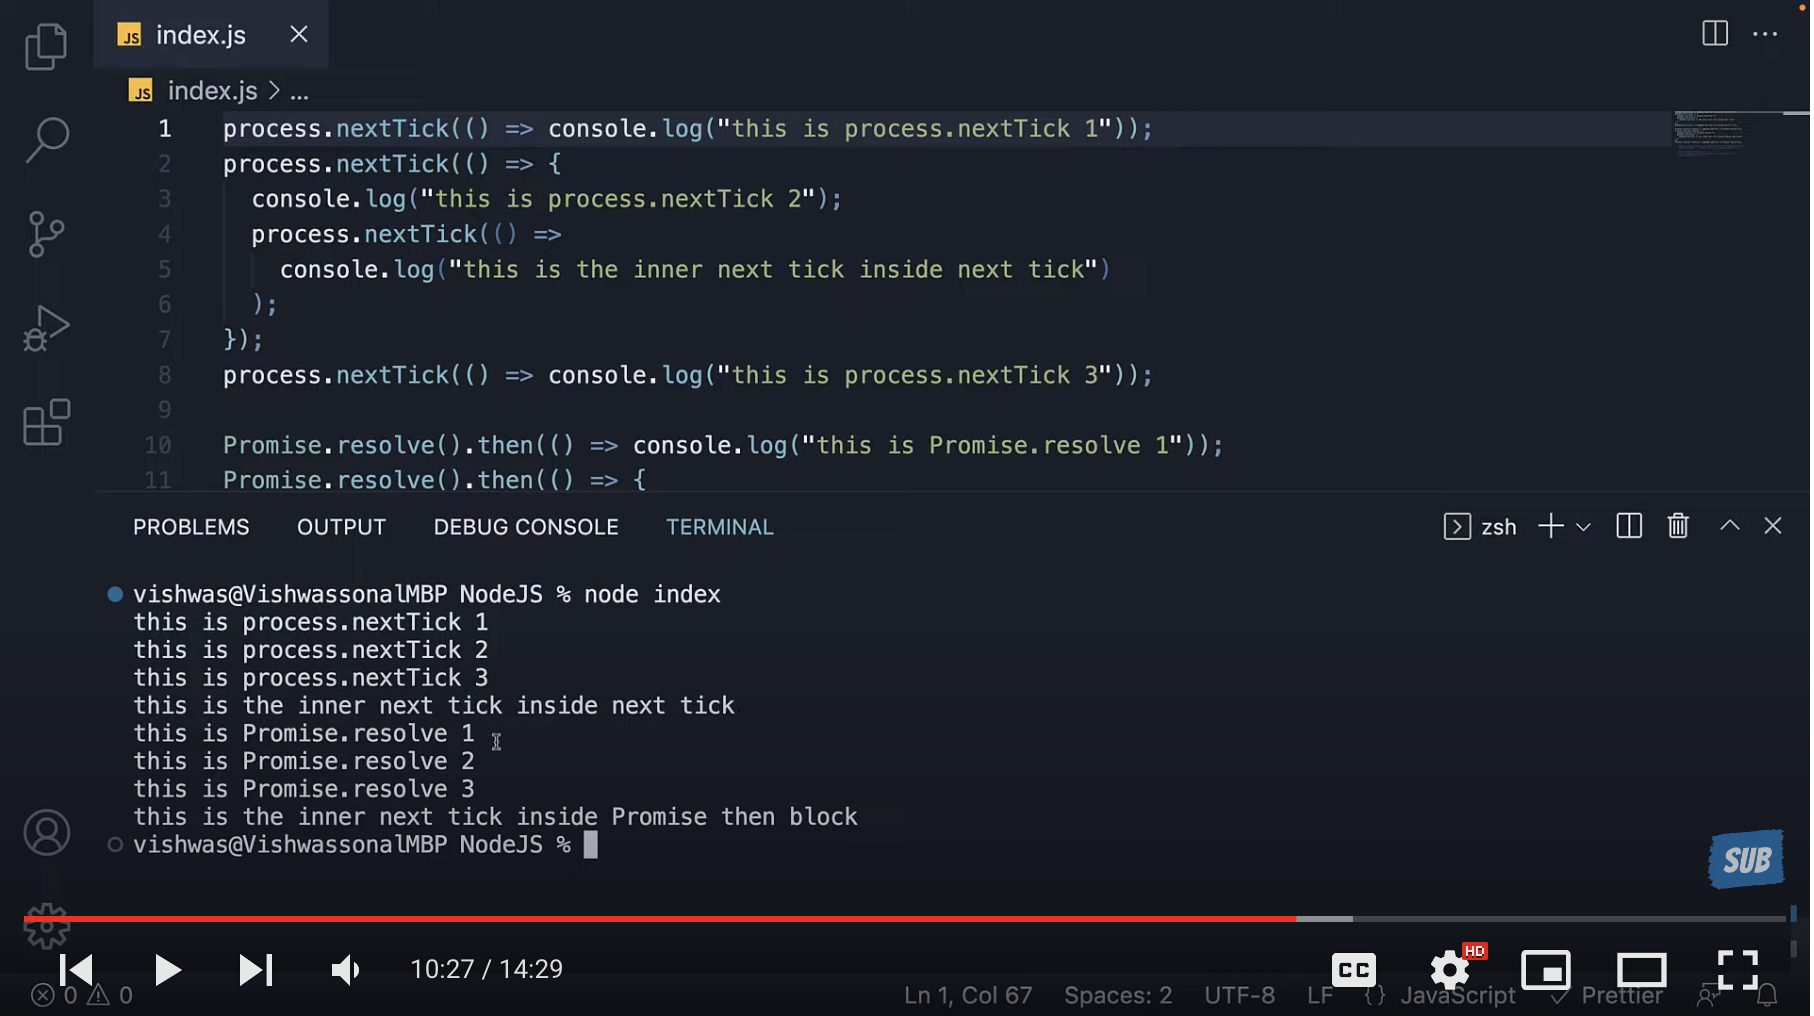 JS index.js
JS index.js > ...
1 process.nextTick(() => console.log("this is process.nextTick 1"));
2 process.nextTick(() => {
3 console.log("this is process.nextTick 2");
4 process.nextTick(() =>
5 console.log("this is the inner next tick inside next tick")
6 );
7 });
8 process.nextTick(() => console.log("this is process.nextTick 3"));
9
10 Promise.resolve().then(() => console.log("this is Promise.resolve 1"));
11 Promise.resolve().then(() => {
PROBLEMS OUTPUT DEBUG CONSOLE TERMINAL zsh
vishwas@VishwassonalMBP NodeJS % node index
this is process.nextTick 1
this is process.nextTick 2
this is process.nextTick 3
this is the inner next tick inside next tick
this is Promise.resolve 1
this is Promise.resolve 2
this is Promise.resolve 3
this is the inner next tick inside Promise then block
vishwas@VishwassonalMBP NodeJS %
SUB
10:27 / 14:29 CC HD
0 0 Ln 1, Col 67 Spaces: 2 UTF-8 LF {} JavaScript Prettier